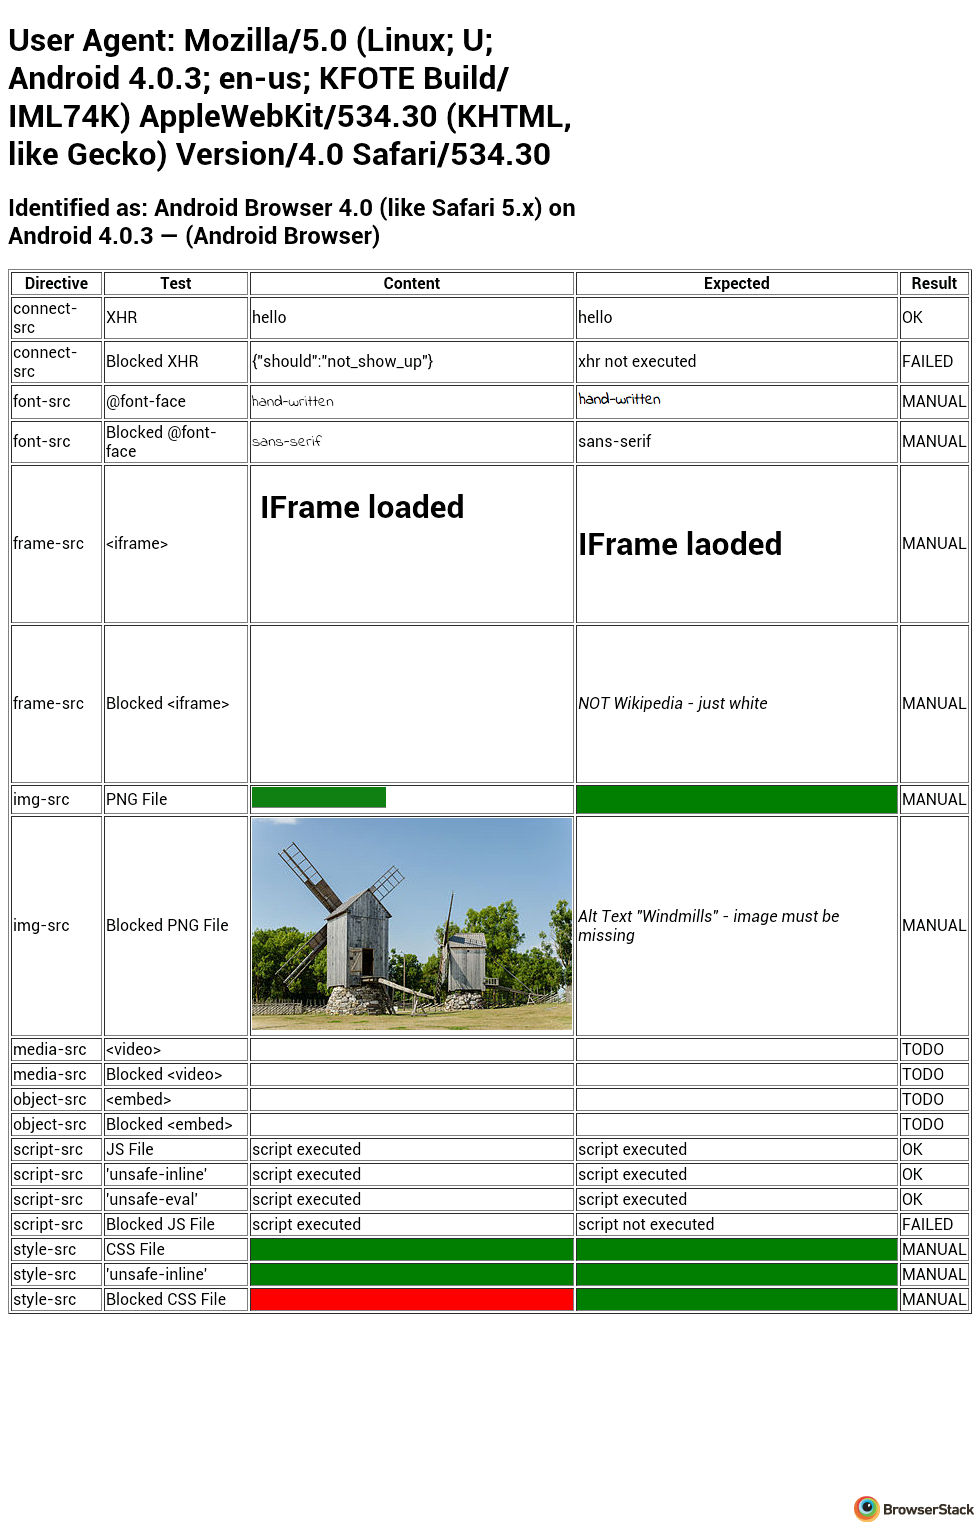 User Agent: Mozilla/5.0 (Linux; U;
Android 4.0.3; en-us; KFOTE Build/
IML74K) AppleWebKit/534.30 (KHTML,
like Gecko) Version/4.0 Safari/534.30
Identified as: Android Browser 4.0 (like Safari 5.x) on
Android 4.0.3 — (Android Browser)
Directive Test Content Expected Result
connect-
src XHR hello hello OK
connect-
src Blocked XHR {"should":"not_show_up"} xhr not executed FAILED
font-src @font-face hand-written hand-written MANUAL
font-src Blocked @font-
face sans-serif sans-serif MANUAL
frame-src <iframe> IFrame loaded IFrame laoded MANUAL
frame-src Blocked <iframe> NOT Wikipedia - just white MANUAL
img-src PNG File MANUAL
img-src Blocked PNG File Alt Text "Windmills" - image must be
missing MANUAL
media-src <video> TODO
media-src Blocked <video> TODO
object-src <embed> TODO
object-src Blocked <embed> TODO
script-src JS File script executed script executed OK
script-src 'unsafe-inline' script executed script executed OK
script-src 'unsafe-eval' script executed script executed OK
script-src Blocked JS File script executed script not executed FAILED
style-src CSS File MANUAL
style-src 'unsafe-inline' MANUAL
style-src Blocked CSS File MANUAL
BrowserStack